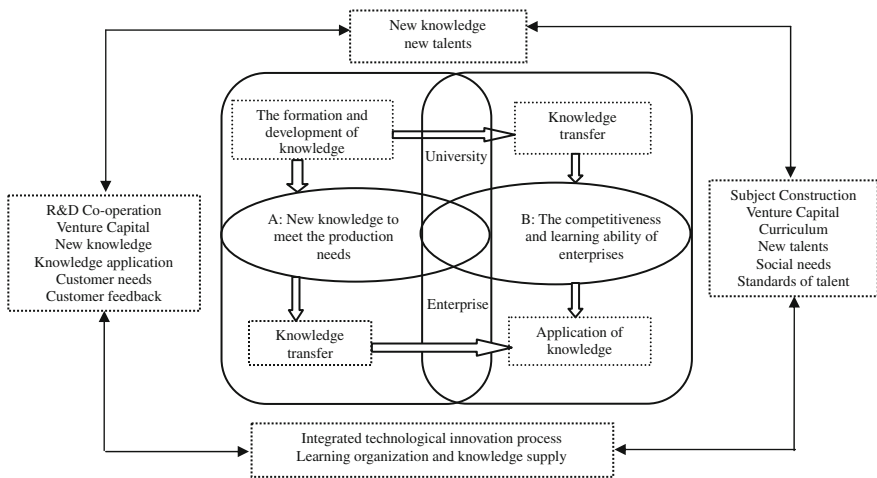 New knowledge
new talents
The formation and
development of
knowledge
Knowledge
transfer
University
R&D Co-operation
Venture Capital
New knowledge
Knowledge application
Customer needs
Customer feedback
A: New knowledge to
meet the production
needs
B: The competitiveness
and learning ability of
enterprises
Subject Construction
Venture Capital
Curriculum
New talents
Social needs
Standards of talent
Enterprise
Knowledge
transfer
Application of
knowledge
Integrated technological innovation process
Learning organization and knowledge supply